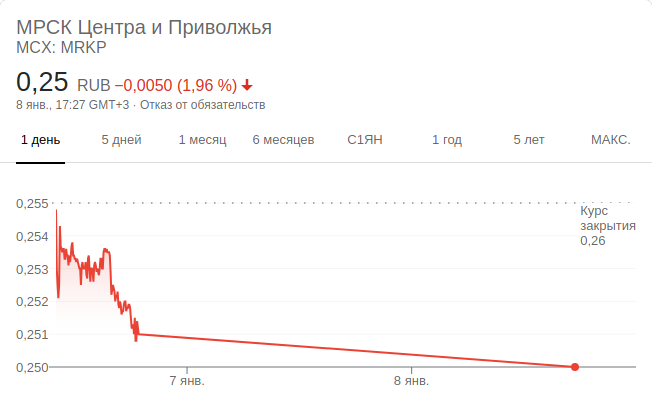 МРСК Центра и Приволжья
MCX: MRKP
0,25 RUB −0,0050 (1,96 %)
8 янв., 17:27 GMT+3 · Отказ от обязательств
1 день 5 дней 1 месяц 6 месяцев С1ЯН 1 год 5 лет МАКС.
0,255
Курс
закрытия
0,26
0,254
0,253
0,252
0,251
0,250
7 янв. 8 янв.